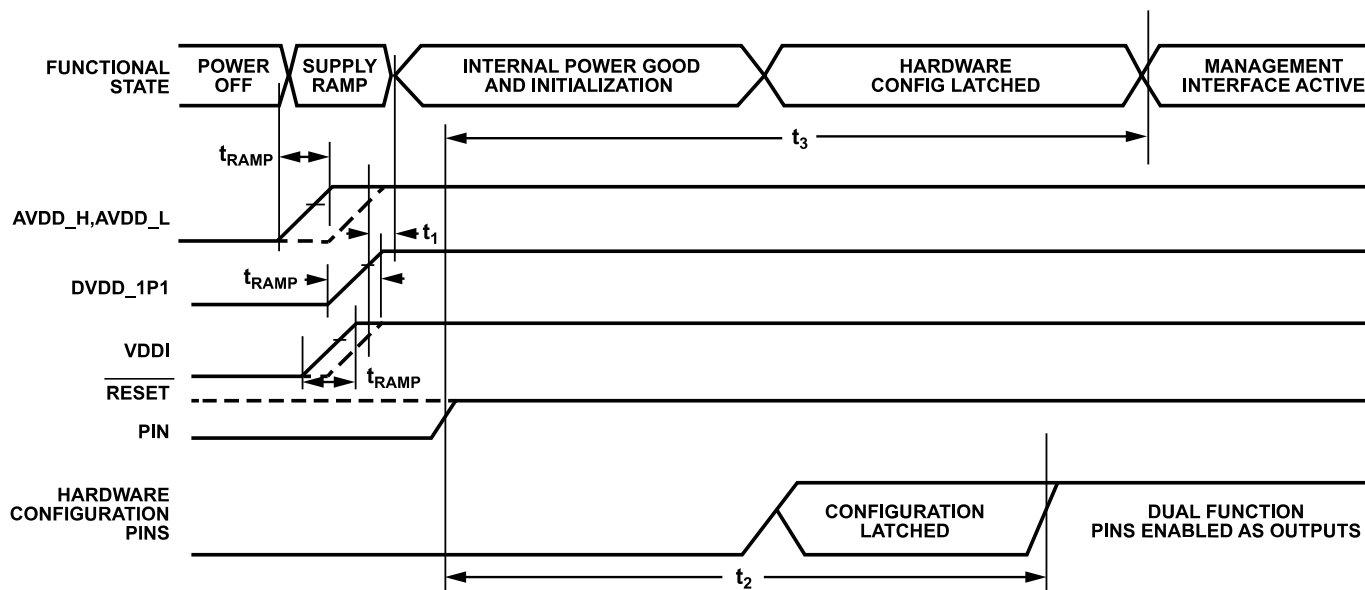 FUNCTIONAL
STATE
POWER
OFF
SUPPLY
RAMP
INTERNAL POWER GOOD
AND INITIALIZATION
HARDWARE
CONFIG LATCHED
MANAGEMENT
INTERFACE ACTIVE
t3
tRAMP
AVDD_H,AVDD_L
t1
tRAMP
DVDD_1P1
VDDI
tRAMP
RESET
PIN
HARDWARE
CONFIGURATION
PINS
CONFIGURATION
LATCHED
DUAL FUNCTION
PINS ENABLED AS OUTPUTS
t2